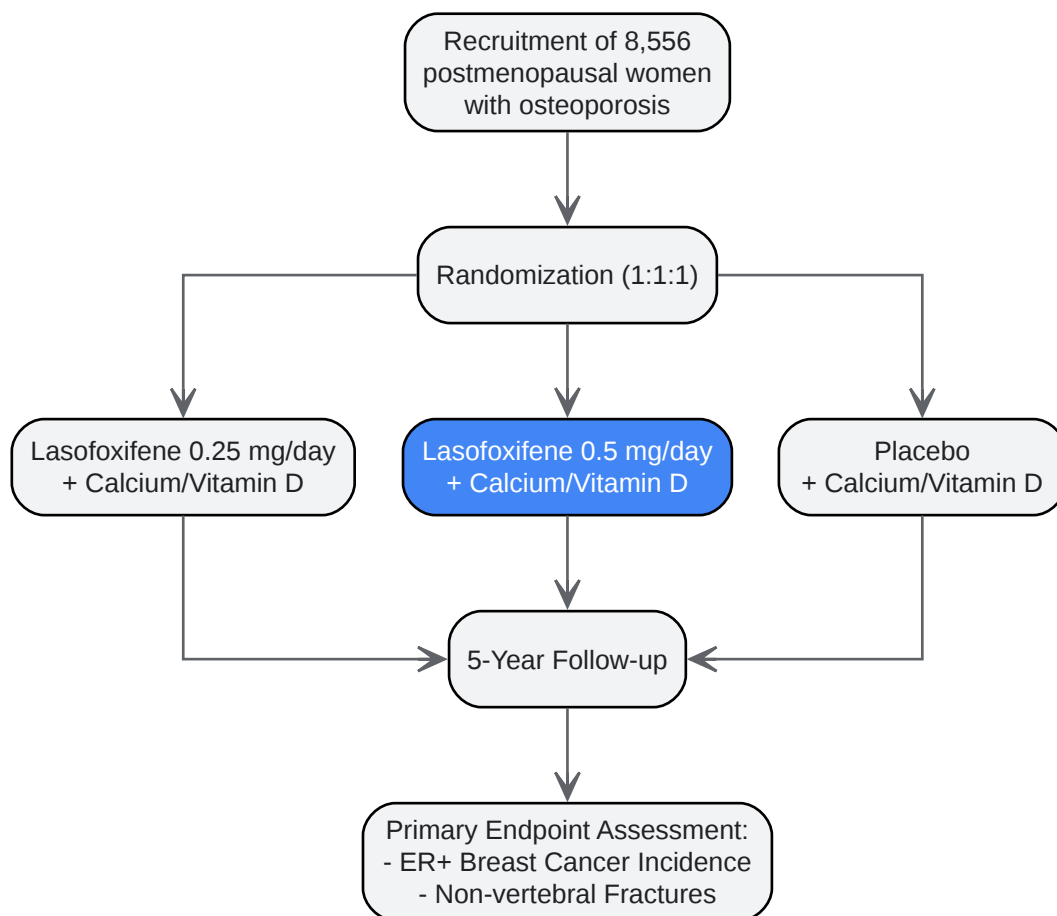 Recruitment of 8,556
postmenopausal women
with osteoporosis
Randomization (1:1:1)
Lasofoxifene 0.25 mg/day
+ Calcium/Vitamin D
Lasofoxifene 0.5 mg/day
+ Calcium/Vitamin D
Placebo
+ Calcium/Vitamin D
5-Year Follow-up
Primary Endpoint Assessment:
- ER+ Breast Cancer Incidence
- Non-vertebral Fractures